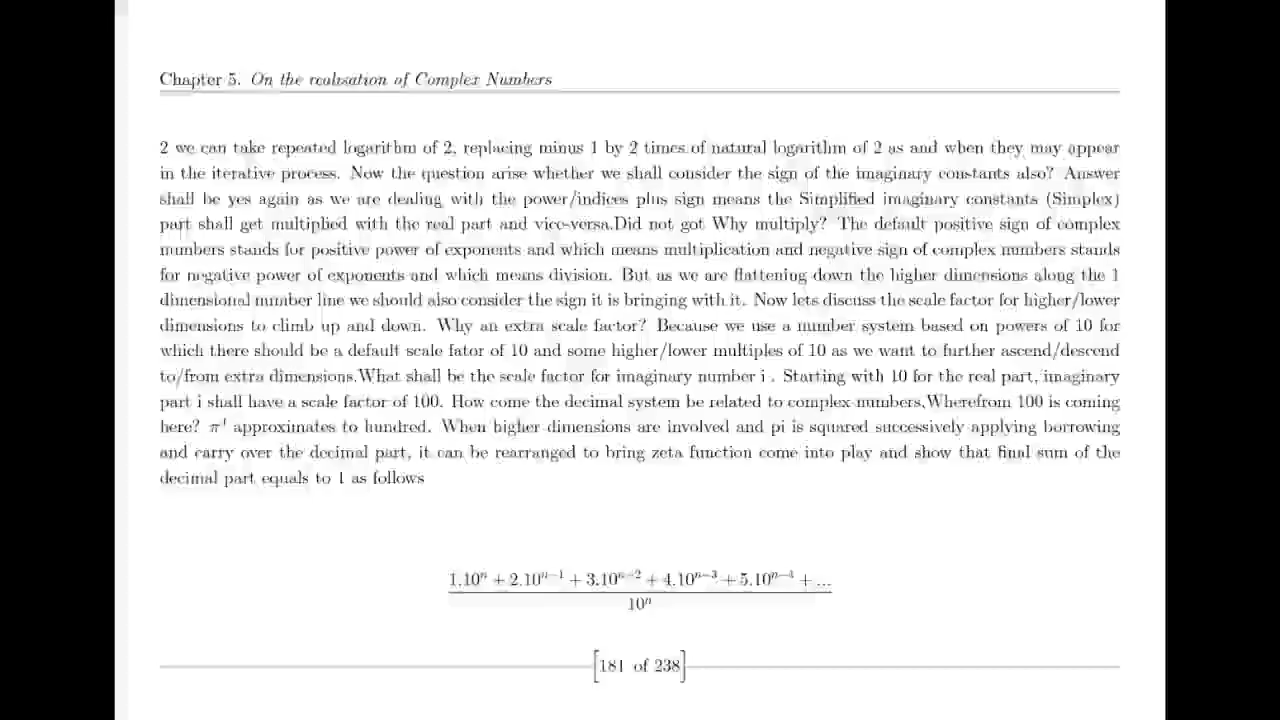 Chapter 5. On the realisation of Complex Numbers
2 we can take repeated logarithm of 2, replacing minus 1 by 2 times of natural logarithm of 2 as and when they may appear
in the iterative process. Now the question arise whether we shall consider the sign of the imaginary constants also? Answer
shall be yes again as we are dealing with the power/indices plus sign means the Simplified imaginary constants (Simplex)
part shall get multiplied with the real part and vice-versa.Did not got Why multiply? The default positive sign of complex
numbers stands for positive power of exponents and which means multiplication and negative sign of complex numbers stands
for negative power of exponents and which means division. But as we are flattening down the higher dimensions along the 1
dimensional number line we should also consider the sign it is bringing with it. Now lets discuss the scale factor for higher/lower
dimensions to climb up and down. Why an extra scale factor? Because we use a number system based on powers of 10 for
which there should be a default scale fator of 10 and some higher/lower multiples of 10 as we want to further ascend/descend
to/from extra dimensions.What shall be the scale factor for imaginary number i . Starting with 10 for the real part, imaginary
part i shall have a scale factor of 100. How come the decimal system be related to complex numbers,Wherefrom 100 is coming
here? π⁴ approximates to hundred. When higher dimensions are involved and pi is squared successively applying borrowing
and carry over the decimal part, it can be rearranged to bring zeta function come into play and show that final sum of the
decimal part equals to 1 as follows
1.10ⁿ + 2.10ⁿ⁻¹ + 3.10ⁿ⁻² + 4.10ⁿ⁻³ + 5.10ⁿ⁻⁴ + ...
10ⁿ
[181 of 238]